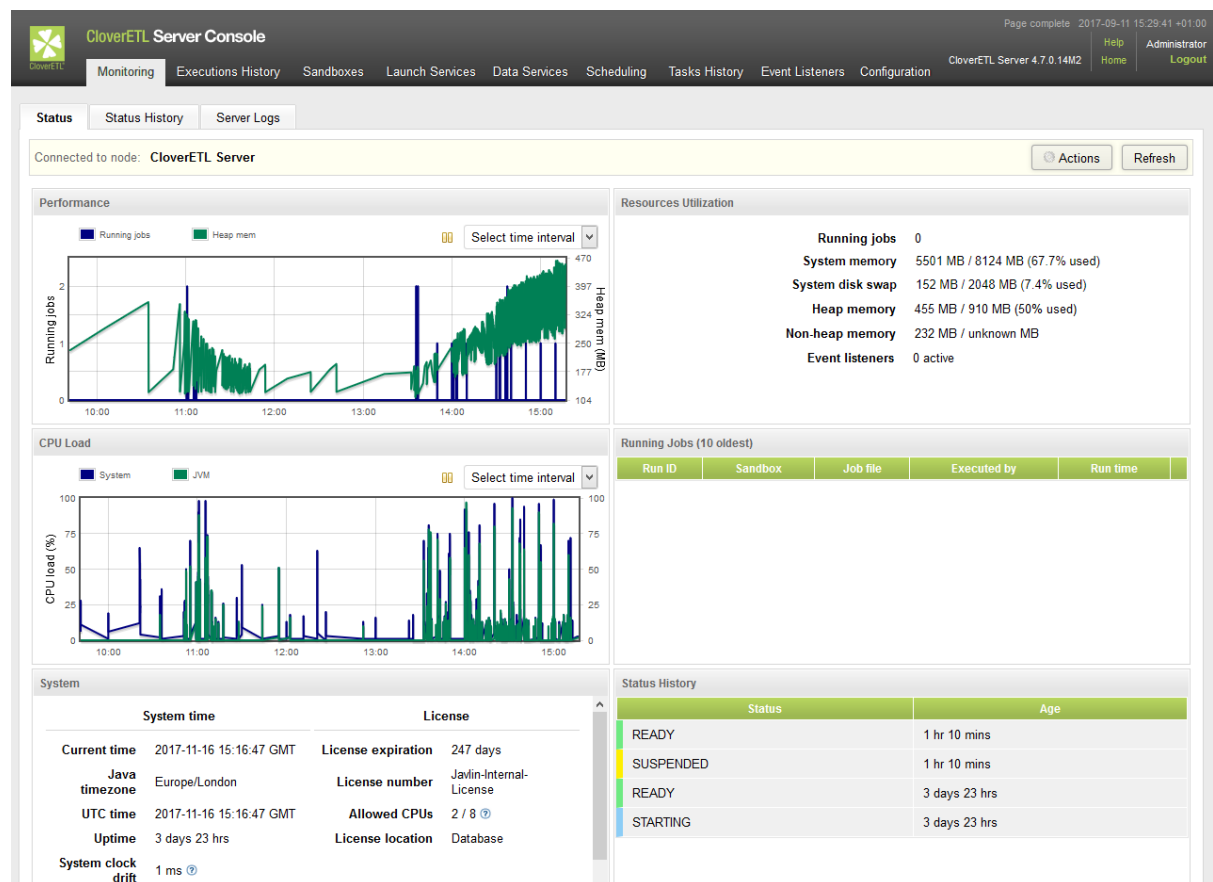 Page complete 2017-09-11 15:29:41 +01:00
CloverETL Server Console
Help Administrator
CloverETL
CloverETL Server 4.7.0.14M2 Home Logout
Monitoring Executions History Sandboxes Launch Services Data Services Scheduling Tasks History Event Listeners Configuration
Status Status History Server Logs
Connected to node: CloverETL Server Actions Refresh
Performance
Running jobs Heap mem Select time interval
470
2 397
324
1 250
177
0 104
Running jobs
Heap mem (MB)
10:00 11:00 12:00 13:00 14:00 15:00
Resources Utilization
Running jobs 0
System memory 5501 MB / 8124 MB (67.7% used)
System disk swap 152 MB / 2048 MB (7.4% used)
Heap memory 455 MB / 910 MB (50% used)
Non-heap memory 232 MB / unknown MB
Event listeners 0 active
CPU Load
System JVM Select time interval
100 100
75 75
50 50
25 25
0 0
CPU load (%)
10:00 11:00 12:00 13:00 14:00 15:00
Running Jobs (10 oldest)
Run ID Sandbox Job file Executed by Run time
System
System time
Current time 2017-11-16 15:16:47 GMT
Java timezone Europe/London
UTC time 2017-11-16 15:16:47 GMT
Uptime 3 days 23 hrs
System clock drift 1 ms
License
License expiration 247 days
License number Javlin-Internal-
License
Allowed CPUs 2 / 8
License location Database
Status History
Status Age
READY 1 hr 10 mins
SUSPENDED 1 hr 10 mins
READY 3 days 23 hrs
STARTING 3 days 23 hrs